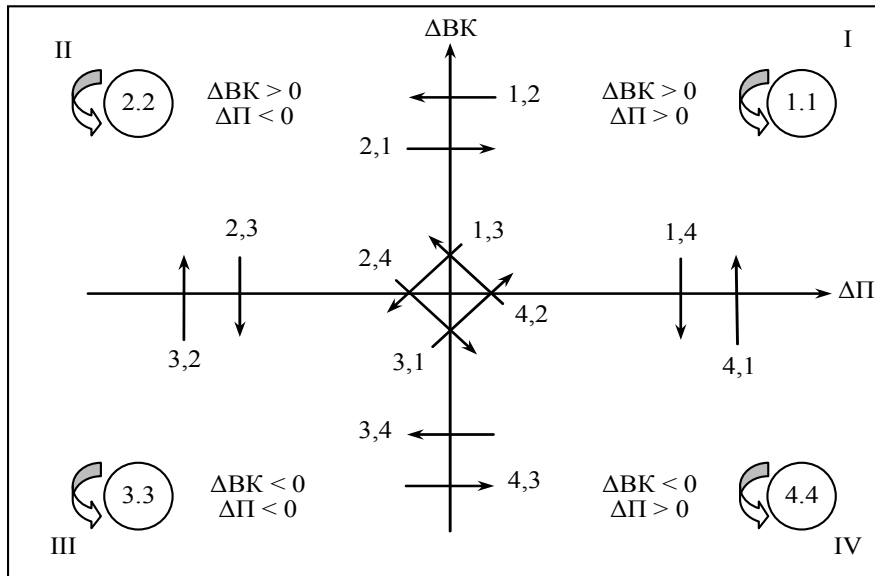 ΔВК
II
I
2.2
ΔВК > 0
ΔП < 0
1,2
ΔВК > 0
ΔП > 0
1.1
2,1
2,3
1,3
1,4
2,4
ΔП
4,2
3,2
3,1
4,1
3,4
3.3
ΔВК < 0
ΔП < 0
4,3
ΔВК < 0
ΔП > 0
4.4
III
IV